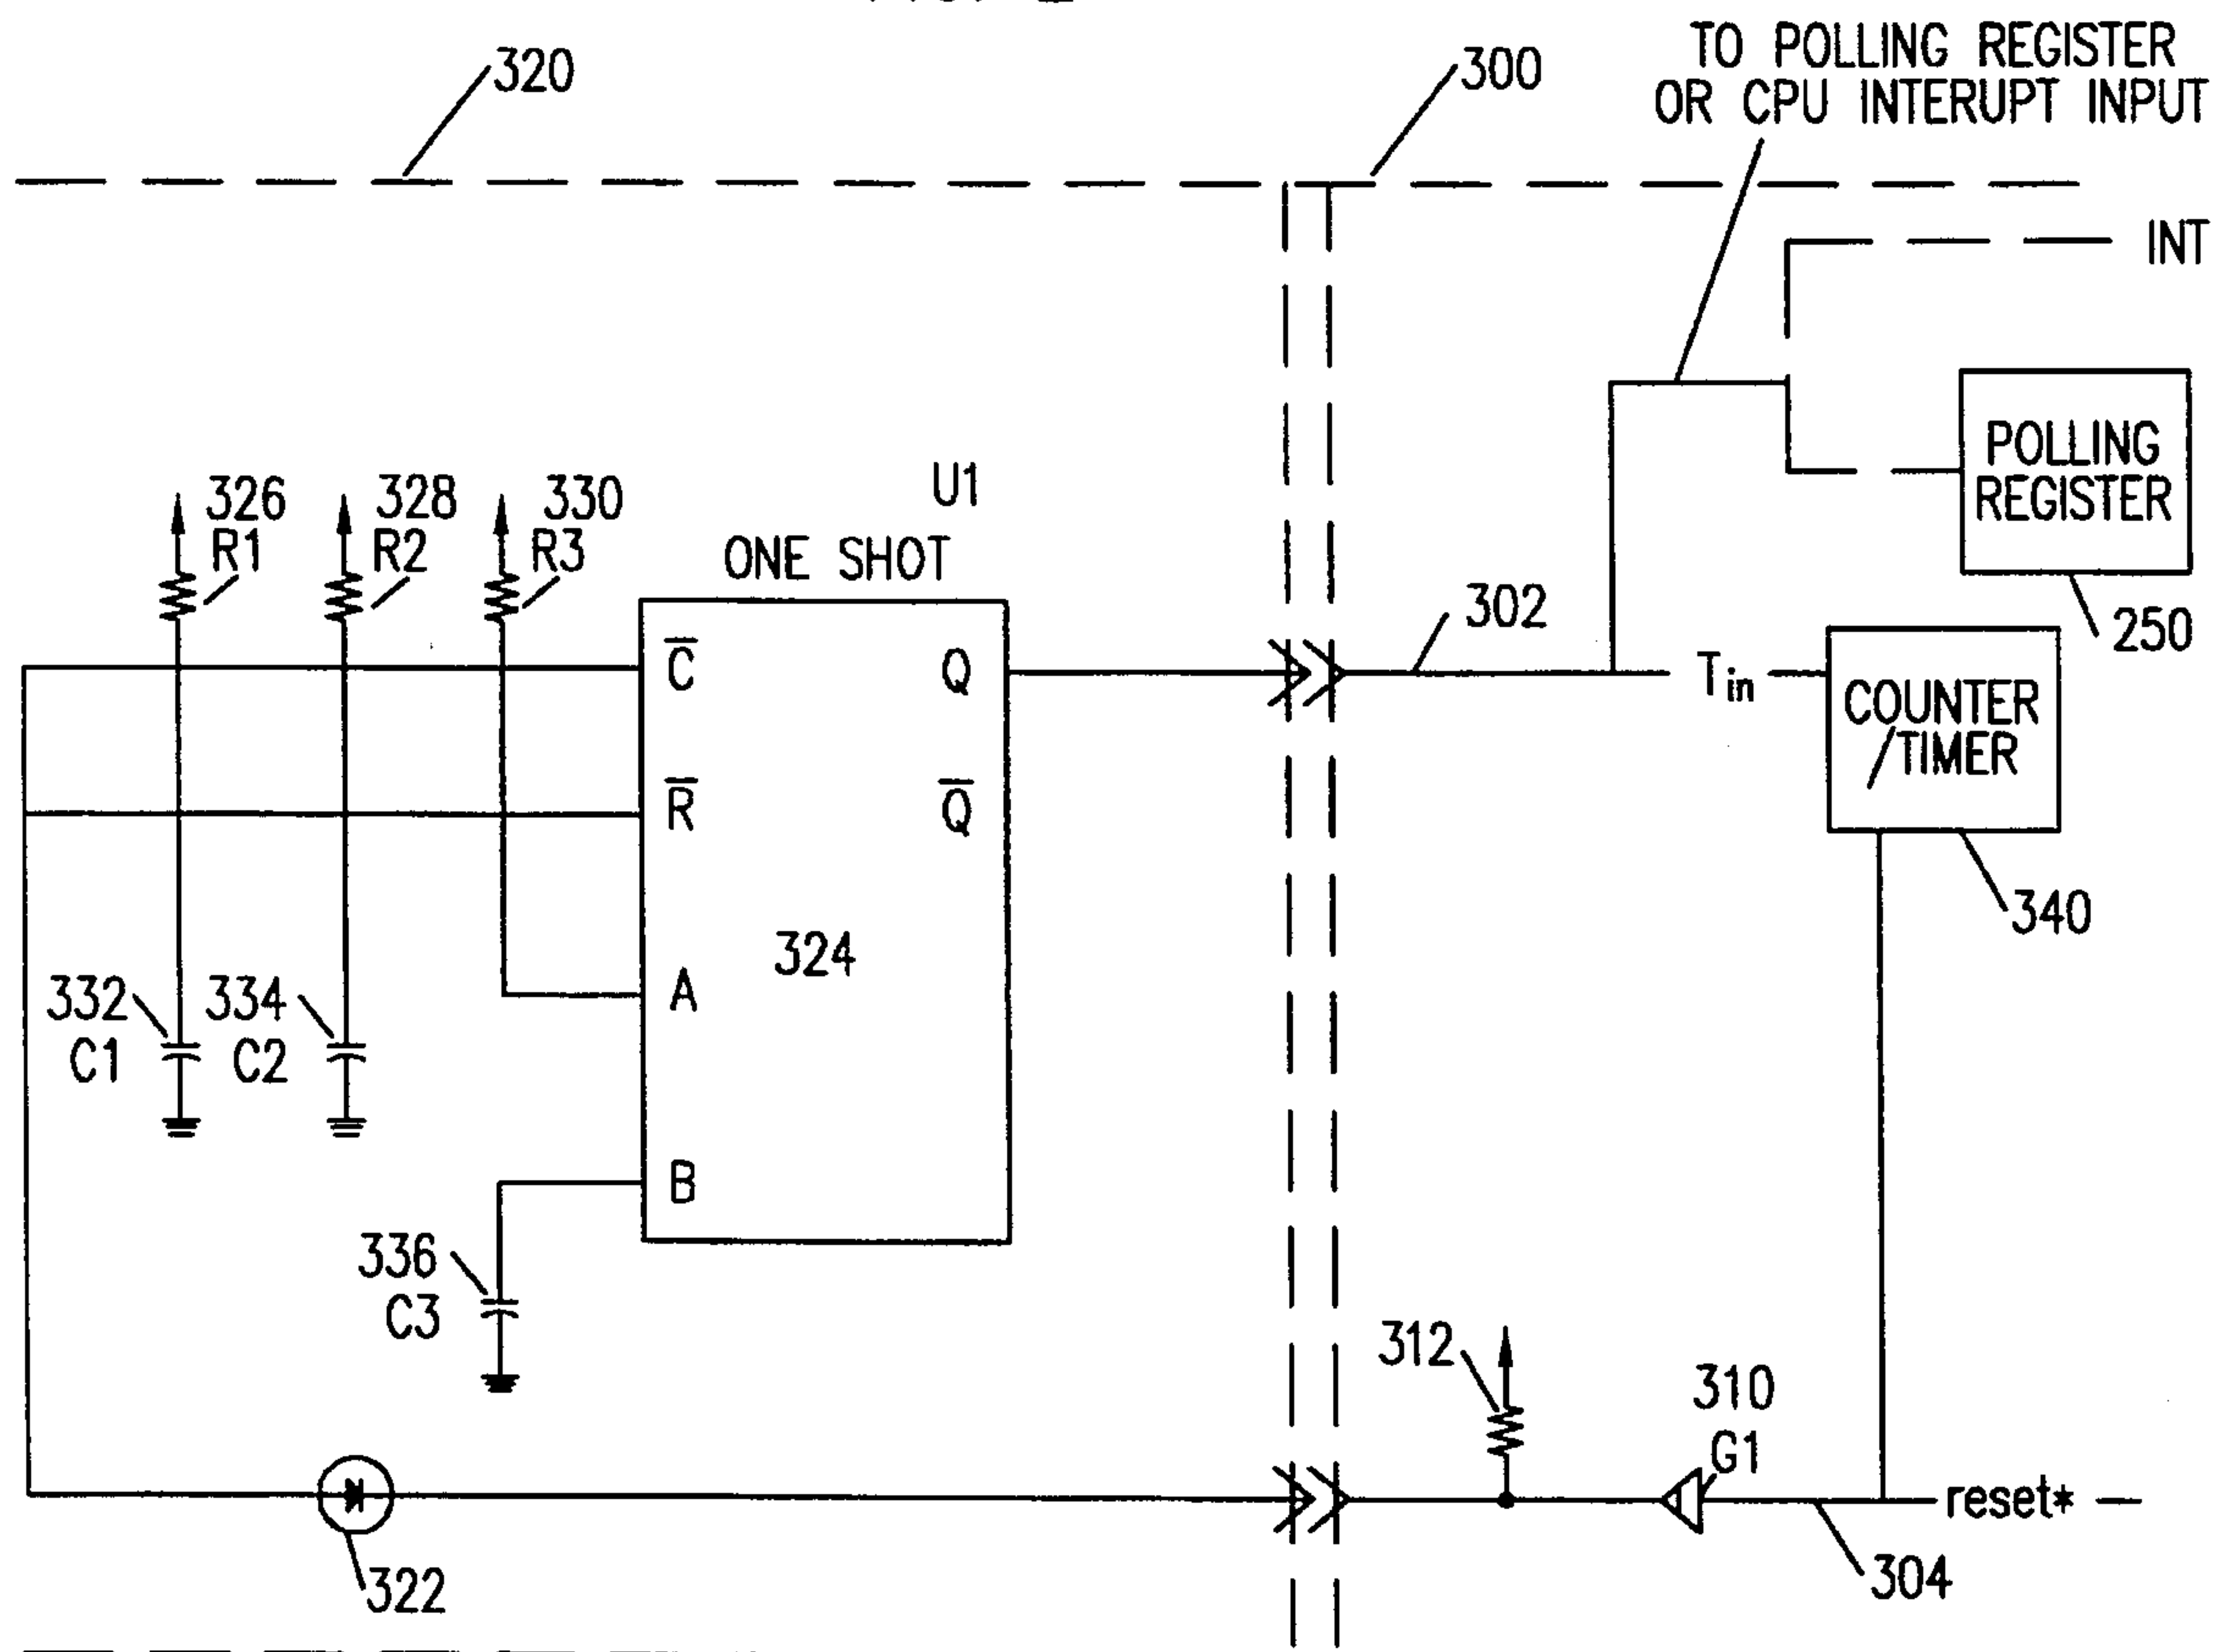 320
300
TO POLLING REGISTER
OR CPU INTERUPT INPUT
INT
POLLING
REGISTER
250
326
R1
328
R2
330
R3
U1
ONE SHOT
C̅
Q
R̅
Q̅
A
B
324
302
Tin
COUNTER
/TIMER
340
332
C1
334
C2
336
C3
312
310
G1
reset*
304
322